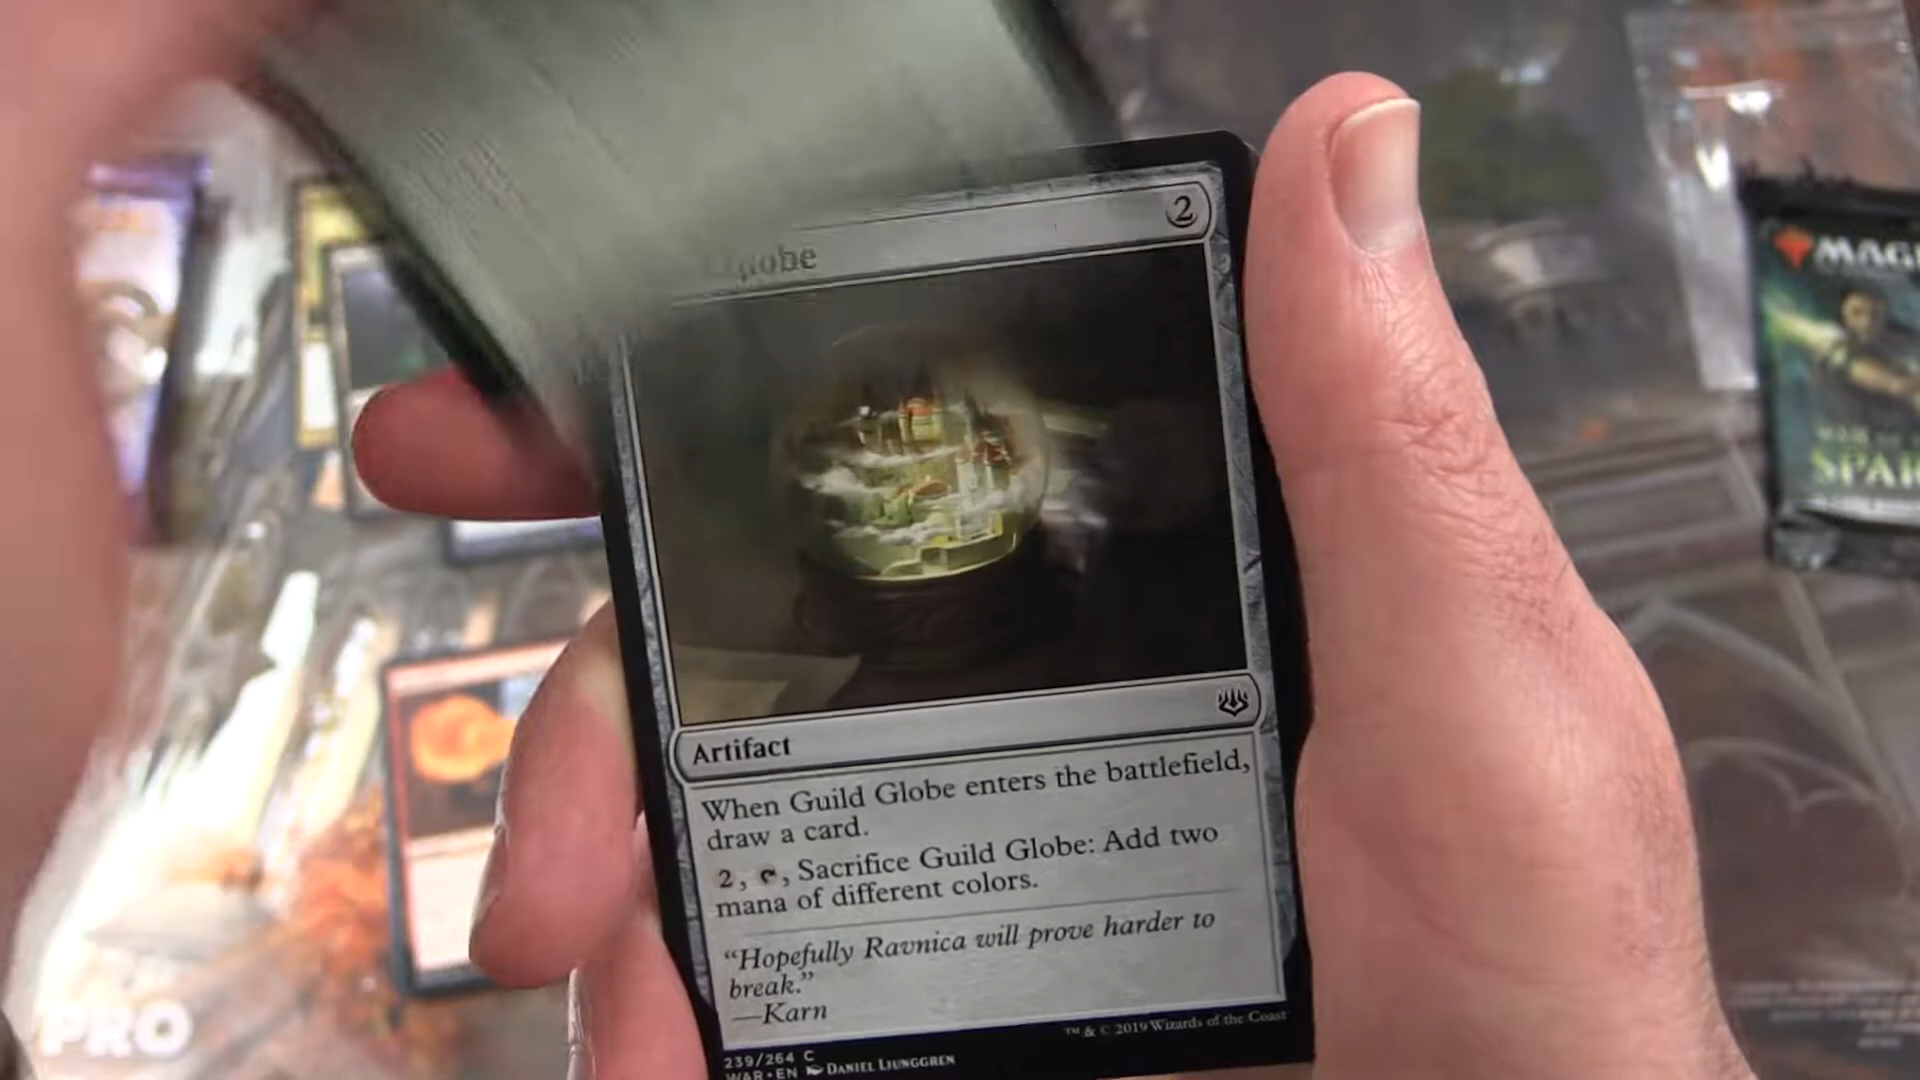 2
Globe
MAGI
SPAR
Artifact
When Guild Globe enters the battlefield,
draw a card.
2, T, Sacrifice Guild Globe: Add two
mana of different colors.
“Hopefully Ravnica will prove harder to
break.”
—Karn
™ & © 2019 Wizards of the Coast
239/264 C
WAR • EN DANIEL LJUNGGREN
PRO